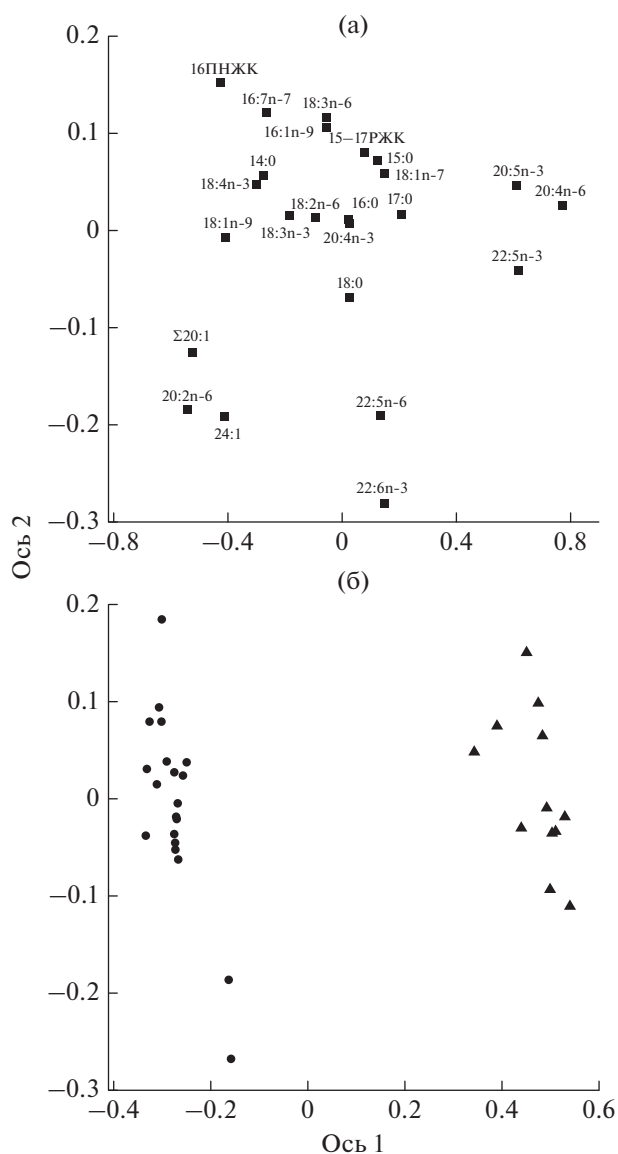 (а)
0.2
16ПНЖК
16:7n-7
18:3n-6
0.1
16:1n-9
15−17РЖК
14:0
15:0
20:5n-3
18:4n-3
18:1n-7
20:4n-6
18:2n-6
16:0
17:0
0
18:1n-9
18:3n-3
20:4n-3
22:5n-3
18:0
−0.1
Σ20:1
20:2n-6
22:5n-6
−0.2
24:1
22:6n-3
−0.3
−0.8
−0.4
0
0.4
0.8
Ось 2
(б)
0.2
0.1
0
−0.1
−0.2
−0.3
−0.4
−0.2
0
0.2
0.4
0.6
Ось 1